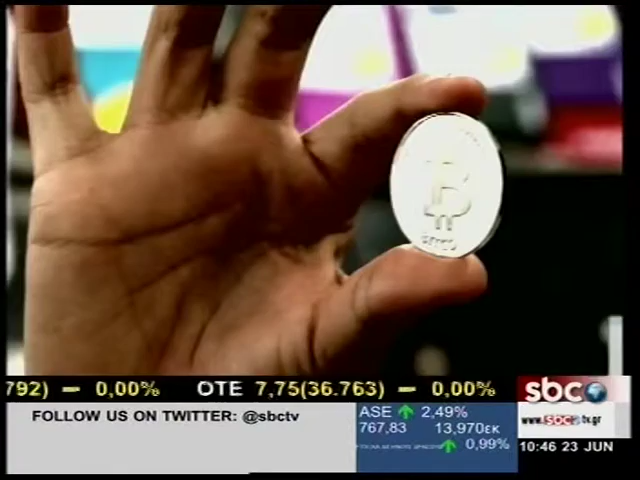 B
792) – 0,00% OTE 7,75(36.763) – 0,00%
sbc
FOLLOW US ON TWITTER: @sbctv
ASE 2,49%
767,83 13,970εκ
0,99%
www.sbctv.gr
10:46 23 JUN